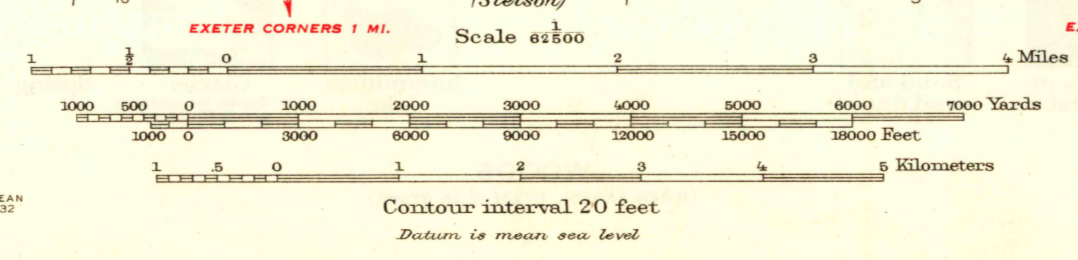 (Stetson)
EXETER CORNERS 1 MI.
Scale 1/62500
1 ½ 0 1 2 3 4 Miles
1000 500 0 1000 2000 3000 4000 5000 6000 7000 Yards
1000 0 3000 6000 9000 12000 15000 18000 Feet
1 .5 0 1 2 3 4 5 Kilometers
EAN
32
Contour interval 20 feet
Datum is mean sea level